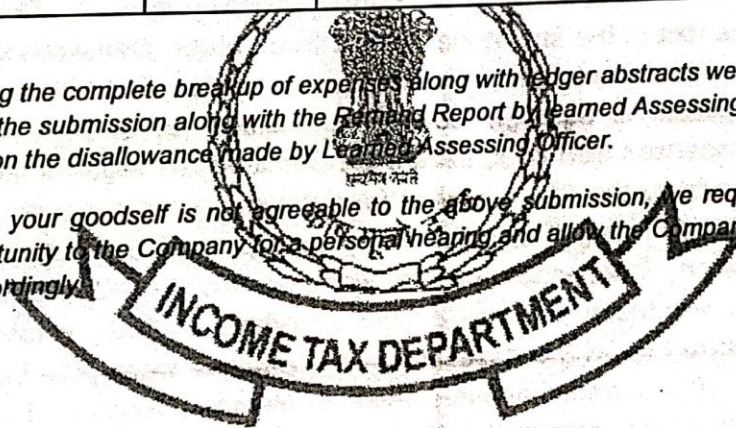 g the complete breakup of expenses along with ledger abstracts we
the submission along with the Remand Report by learned Assessing
on the disallowance made by Learned Assessing Officer.
your goodself is not agreeable to the above submission, we req
tunity to the Company for a personal hearing and allow the Compan
rdingly.
सत्यमेव जयते
INCOME TAX DEPARTMENT